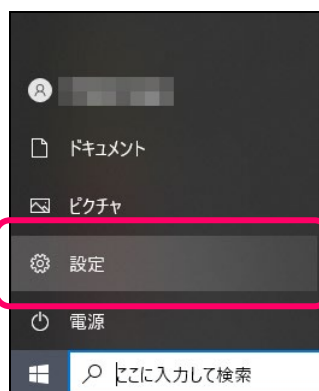 ドキュメント
ピクチャ
設定
電源
ここに入力して検索